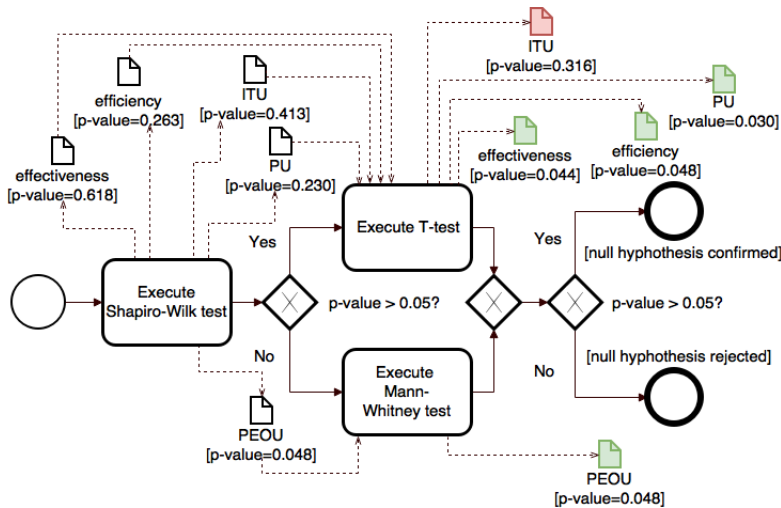 ITU
[p-value=0.316]
efficiency
[p-value=0.263]
ITU
[p-value=0.413]
PU
[p-value=0.030]
effectiveness
[p-value=0.618]
PU
[p-value=0.230]
effectiveness
[p-value=0.044]
efficiency
[p-value=0.048]
Execute T-test
Yes
Yes
[null hyphothesis confirmed]
Execute
Shapiro-Wilk test
p-value > 0.05?
p-value > 0.05?
No
No
[null hyphothesis rejected]
Execute
Mann-
Whitney test
PEOU
[p-value=0.048]
PEOU
[p-value=0.048]